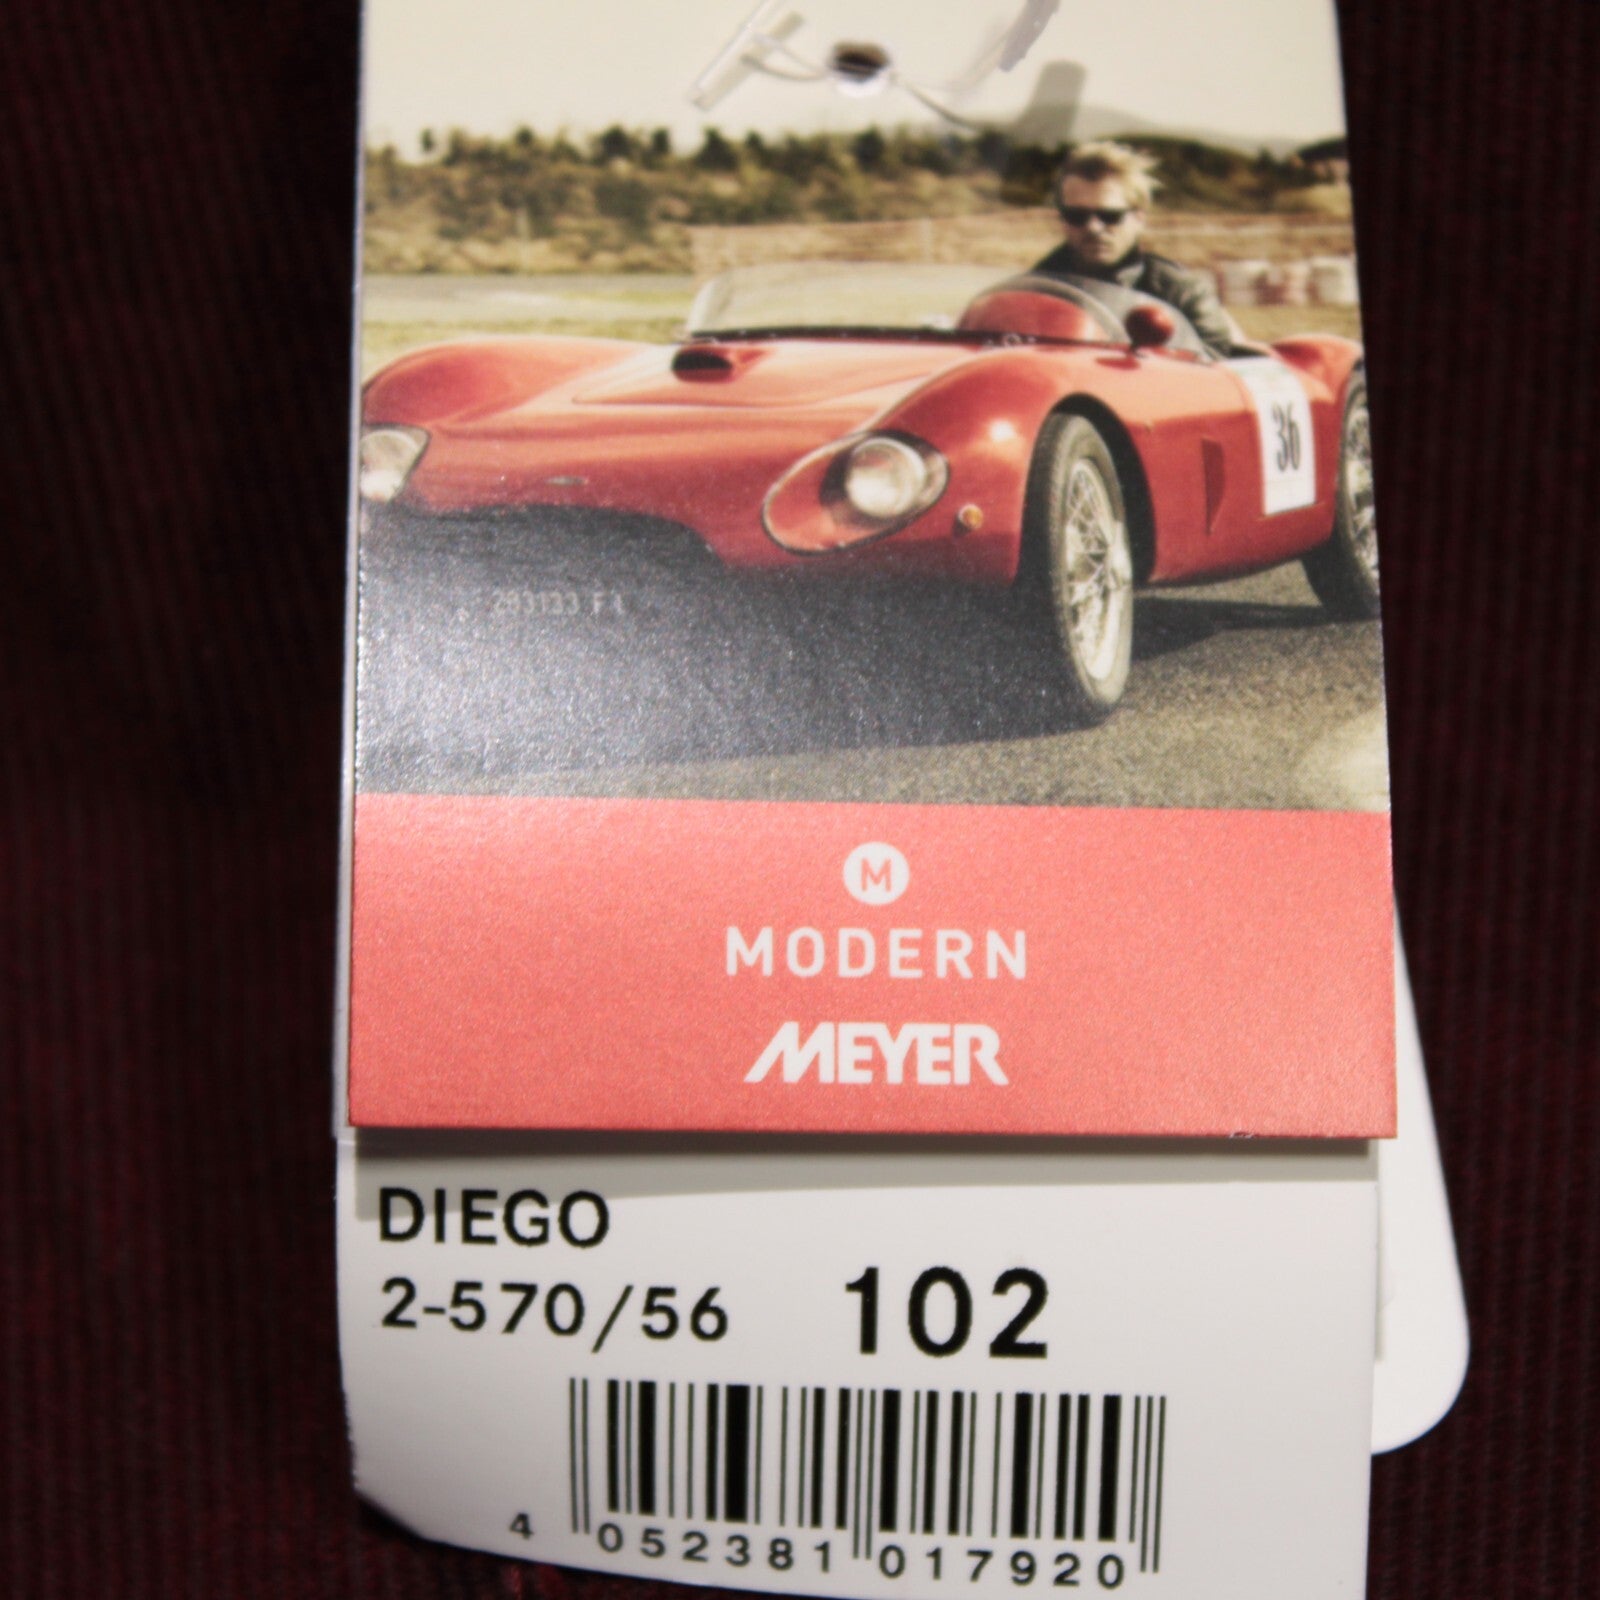 36
M
MODERN
MEYER
DIEGO
2-570/56 102
4 052381 017920